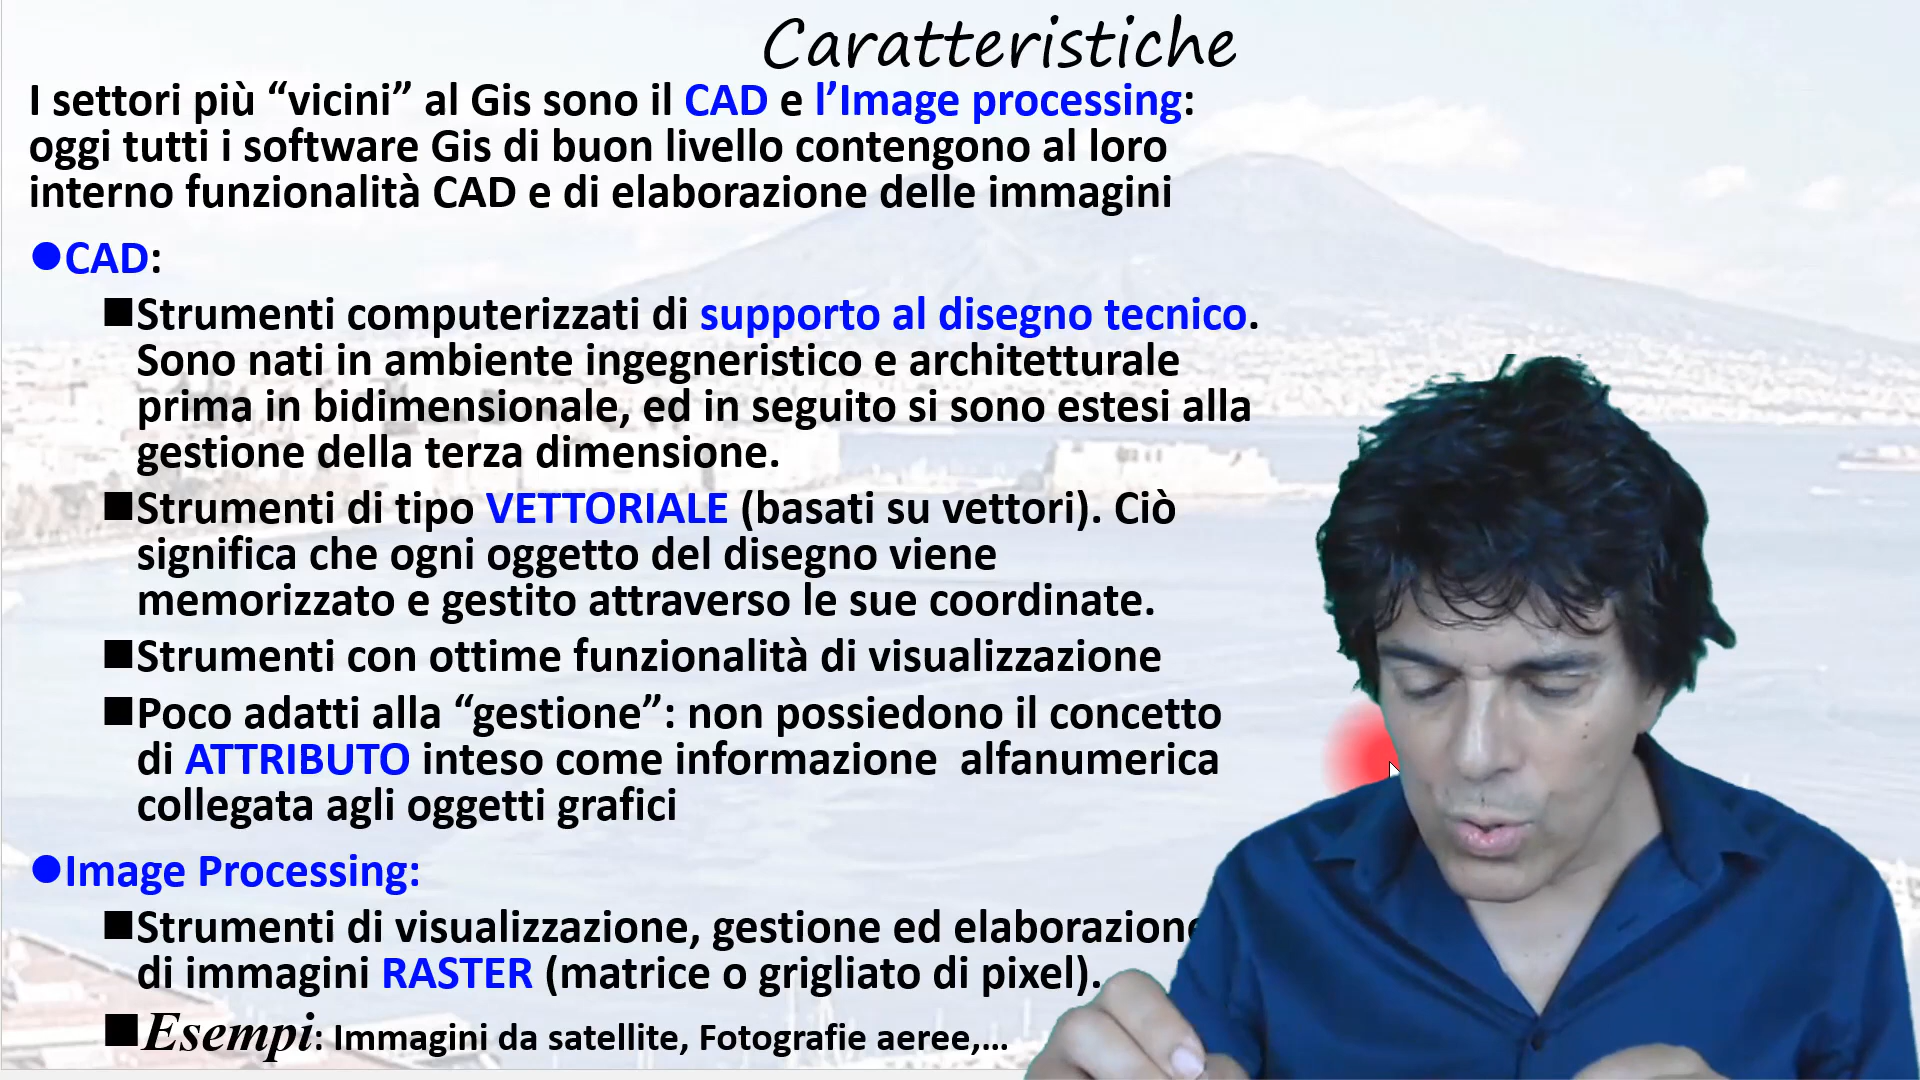 Caratteristiche
I settori più “vicini” al Gis sono il CAD e l’Image processing:
oggi tutti i software Gis di buon livello contengono al loro
interno funzionalità CAD e di elaborazione delle immagini
●CAD:
■Strumenti computerizzati di supporto al disegno tecnico.
Sono nati in ambiente ingegneristico e architetturale
prima in bidimensionale, ed in seguito si sono estesi alla
gestione della terza dimensione.
■Strumenti di tipo VETTORIALE (basati su vettori). Ciò
significa che ogni oggetto del disegno viene
memorizzato e gestito attraverso le sue coordinate.
■Strumenti con ottime funzionalità di visualizzazione
■Poco adatti alla “gestione”: non possiedono il concetto
di ATTRIBUTO inteso come informazione  alfanumerica
collegata agli oggetti grafici
●Image Processing:
■Strumenti di visualizzazione, gestione ed elaborazione
di immagini RASTER (matrice o grigliato di pixel).
■Esempi: Immagini da satellite, Fotografie aeree,...